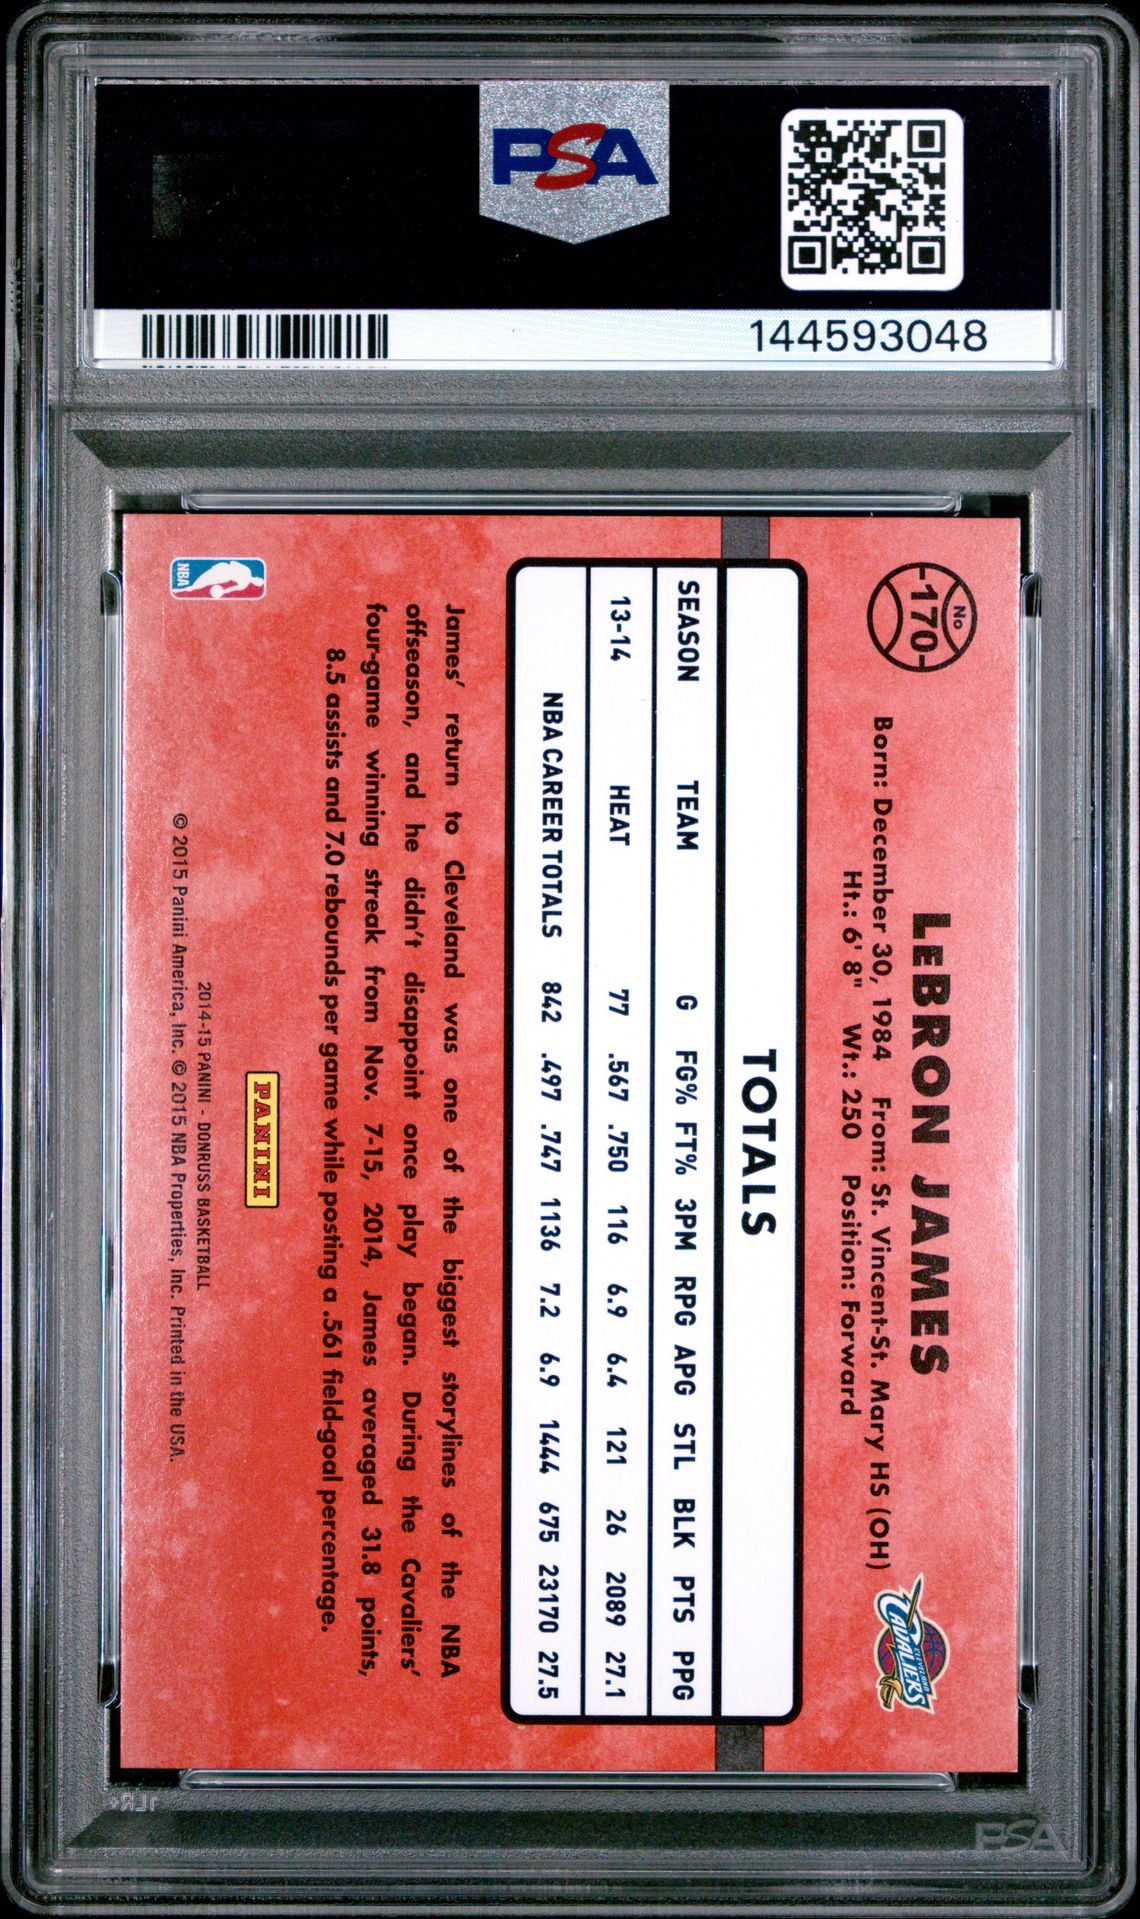 PSA
144593048
No
170
LEBRON JAMES
Born: December 30, 1984 From: St. Vincent-St. Mary HS (OH)
Ht.: 6' 8" Wt.: 250 Position: Forward
CLEVELAND
CAVALIERS
TOTALS
SEASON TEAM G FG% FT% 3PM RPG APG STL BLK PTS PPG
13-14 HEAT 77 .567 .750 116 6.9 6.4 121 26 2089 27.1
NBA CAREER TOTALS 842 .497 .747 1136 7.2 6.9 1444 675 23170 27.5
James' return to Cleveland was one of the biggest storylines of the NBA
offseason, and he didn't disappoint once play began. During the Cavaliers'
four-game winning streak from Nov. 7-15, 2014, James averaged 31.8 points,
8.5 assists and 7.0 rebounds per game while posting a .561 field-goal percentage.
PANINI
2014-15 PANINI - DONRUSS BASKETBALL
© 2015 Panini America, Inc. © 2015 NBA Properties, Inc. Printed in the USA.
NBA
1LR+
PSA